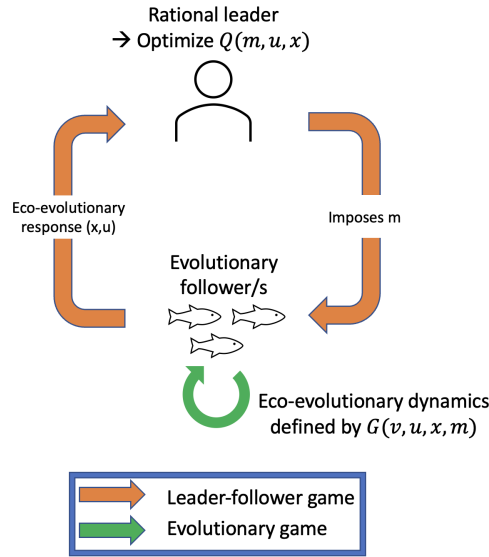 Rational leader
→ Optimize Q(m, u, x)
Eco-evolutionary
response (x,u)
Imposes m
Evolutionary
follower/s
Eco-evolutionary dynamics
defined by G(v, u, x, m)
Leader-follower game
Evolutionary game